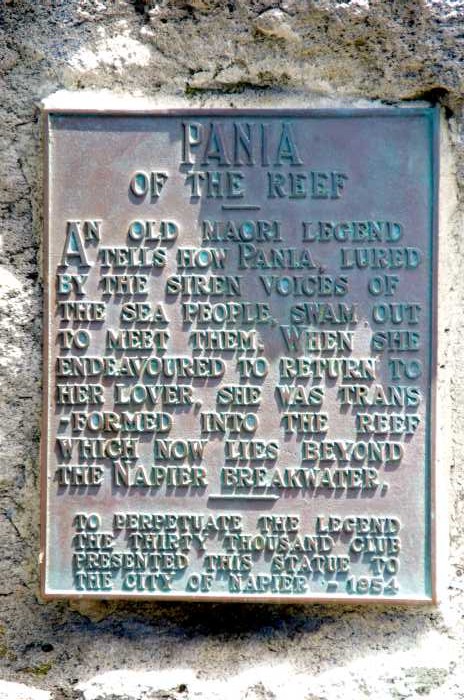 PANIA
OF THE REEF
AN OLD MAORI LEGEND
TELLS HOW PANIA, LURED
BY THE SIREN VOICES OF
THE SEA PEOPLE, SWAM OUT
TO MEET THEM. WHEN SHE
ENDEAVOURED TO RETURN TO
HER LOVER, SHE WAS TRANS
-FORMED INTO THE REEF
WHICH NOW LIES BEYOND
THE NAPIER BREAKWATER.
TO PERPETUATE THE LEGEND
THE THIRTY THOUSAND CLUB
PRESENTED THIS STATUE TO
THE CITY OF NAPIER - 1954